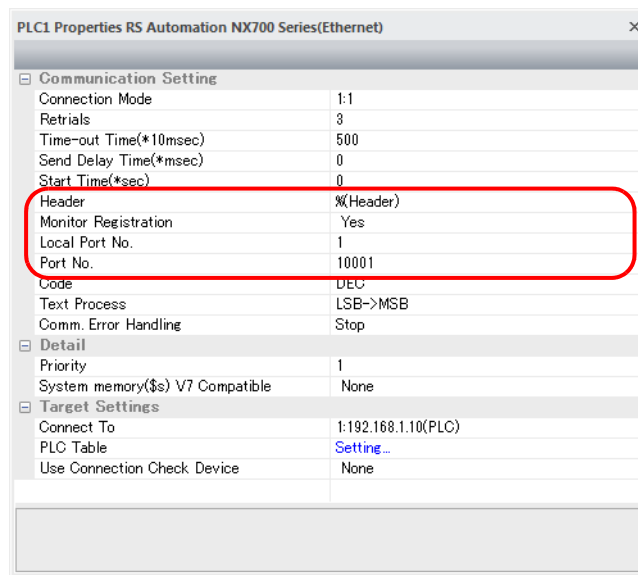 PLC1 Properties RS Automation NX700 Series(Ethernet) ×
Communication Setting
Connection Mode 1:1
Retrials 3
Time-out Time(*10msec) 500
Send Delay Time(*msec) 0
Start Time(*sec) 0
Header %(Header)
Monitor Registration Yes
Local Port No. 1
Port No. 10001
Code DEC
Text Process LSB->MSB
Comm. Error Handling Stop
Detail
Priority 1
System memory($s) V7 Compatible None
Target Settings
Connect To 1:192.168.1.10(PLC)
PLC Table Setting...
Use Connection Check Device None